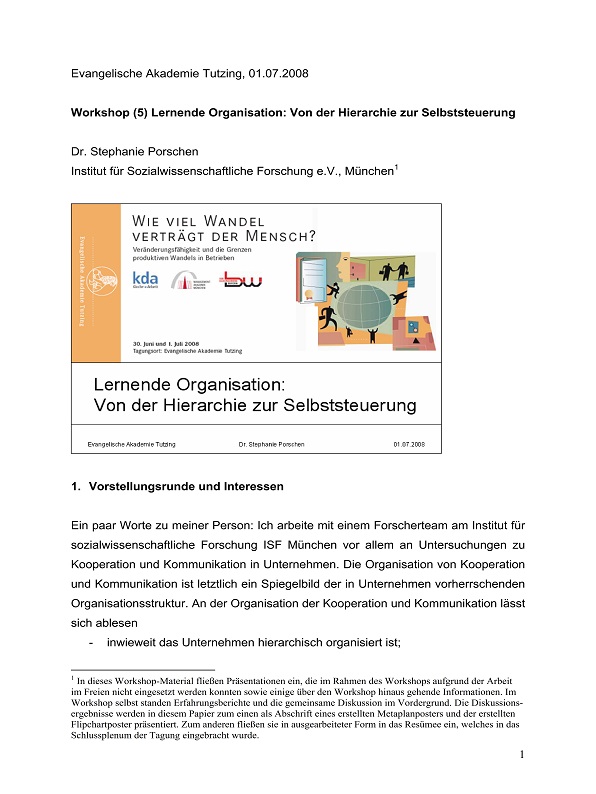 Evangelische Akademie Tutzing, 01.07.2008
Workshop (5) Lernende Organisation: Von der Hierarchie zur Selbststeuerung
Dr. Stephanie Porschen
Institut für Sozialwissenschaftliche Forschung e.V., München1
Evangelische Akademie Tutzing
WIE VIEL WANDEL
VERTRÄGT DER MENSCH?
Veränderungsfähigkeit und die Grenzen
produktiven Wandels in Betrieben
kda
bw
30. Juni und 1. Juli 2008
Tagungsort: Evangelische Akademie Tutzing
Lernende Organisation:
Von der Hierarchie zur Selbststeuerung
Evangelische Akademie Tutzing Dr. Stephanie Porschen 01.07.2008
1. Vorstellungsrunde und Interessen
Ein paar Worte zu meiner Person: Ich arbeite mit einem Forscherteam am Institut für
sozialwissenschaftliche Forschung ISF München vor allem an Untersuchungen zu
Kooperation und Kommunikation in Unternehmen. Die Organisation von Kooperation
und Kommunikation ist letztlich ein Spiegelbild der in Unternehmen vorherrschenden
Organisationsstruktur. An der Organisation der Kooperation und Kommunikation lässt
sich ablesen
- inwieweit das Unternehmen hierarchisch organisiert ist;
1 In dieses Workshop-Material fließen Präsentationen ein, die im Rahmen des Workshops aufgrund der Arbeit
im Freien nicht eingesetzt werden konnten sowie einige über den Workshop hinaus gehende Informationen. Im
Workshop selbst standen Erfahrungsberichte und die gemeinsame Diskussion im Vordergrund. Die Diskussions-
ergebnisse werden in diesem Papier zum einen als Abschrift eines erstellten Metaplanposters und der erstellten
Flipchartposter präsentiert. Zum anderen fließen sie in ausgearbeiteter Form in das Resümee ein, welches in das
Schlussplenum der Tagung eingebracht wurde.
1